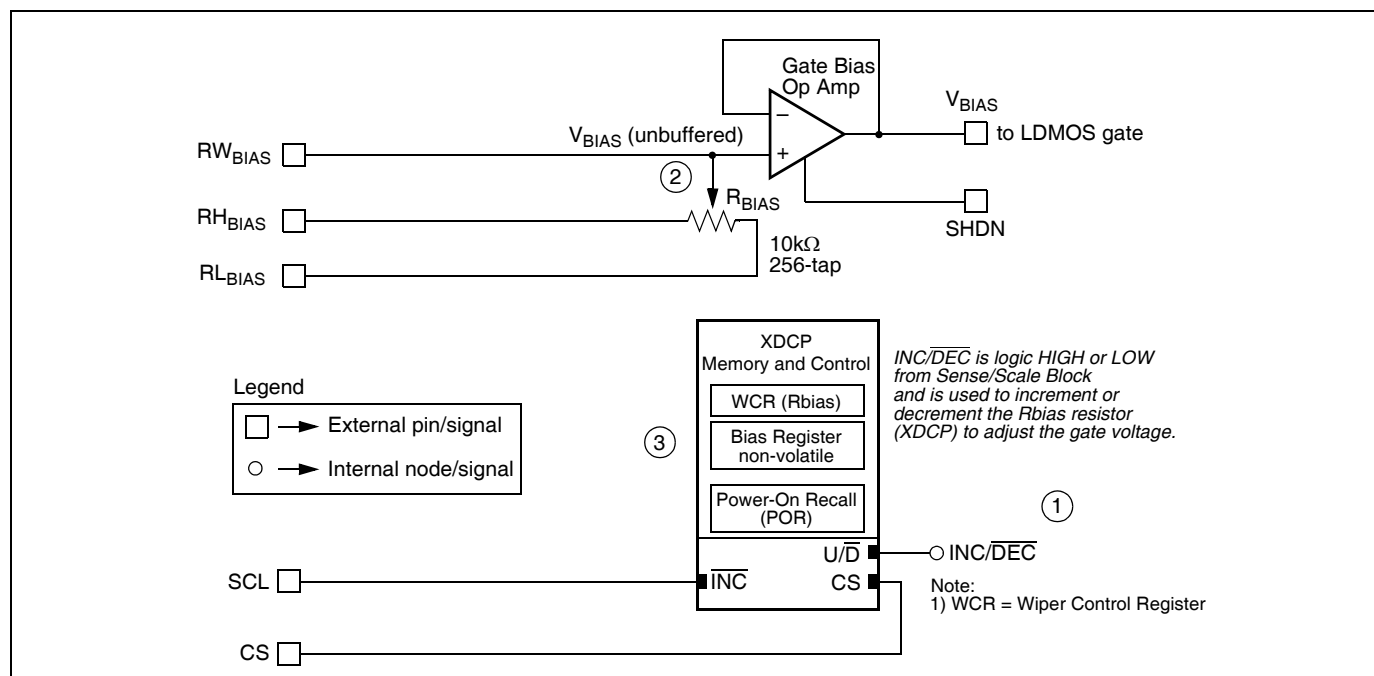 Gate Bias
Op Amp
−
+
V_BIAS
to LDMOS gate
V_BIAS (unbuffered)
RW_BIAS
2
R_BIAS
RH_BIAS
SHDN
10kΩ
256-tap
RL_BIAS
XDCP
Memory and Control
WCR (Rbias)
Bias Register
non-volatile
Power-On Recall
(POR)
INC/D̅E̅C̅ is logic HIGH or LOW
from Sense/Scale Block
and is used to increment or
decrement the Rbias resistor
(XDCP) to adjust the gate voltage.
Legend
External pin/signal
Internal node/signal
3
1
U/D̅
INC/D̅E̅C̅
SCL
I̅N̅C̅
CS
Note:
1) WCR = Wiper Control Register
CS